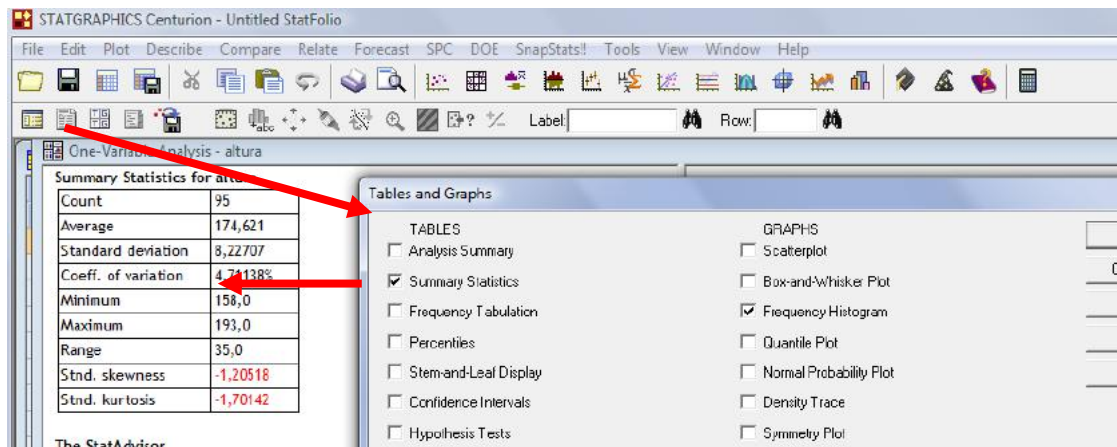 STATGRAPHICS Centurion - Untitled StatFolio
File Edit Plot Describe Compare Relate Forecast SPC DOE SnapStats!! Tools View Window Help
Label: Row:
One-Variable Analysis - altura
Summary Statistics for altura
Count 95
Average 174,621
Standard deviation 8,22707
Coeff. of variation 4,71138%
Minimum 158,0
Maximum 193,0
Range 35,0
Stnd. skewness -1,20518
Stnd. kurtosis -1,70142
The StatAdvisor
Tables and Graphs
TABLES
Analysis Summary
Summary Statistics
Frequency Tabulation
Percentiles
Stem-and-Leaf Display
Confidence Intervals
Hypothesis Tests
GRAPHS
Scatterplot
Box-and-Whisker Plot
Frequency Histogram
Quantile Plot
Normal Probability Plot
Density Trace
Symmetry Plot